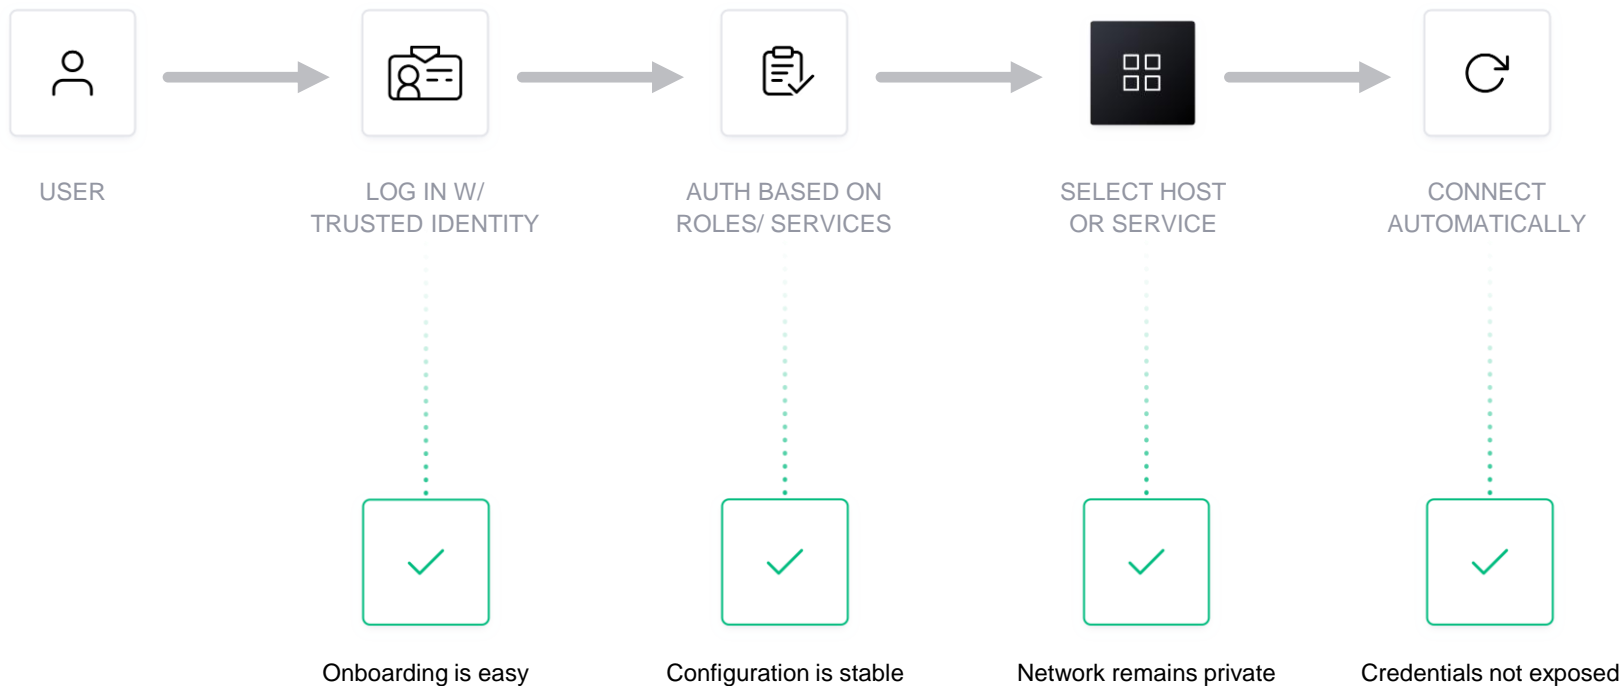 USER
LOG IN W/
TRUSTED IDENTITY
AUTH BASED ON
ROLES/ SERVICES
SELECT HOST
OR SERVICE
CONNECT
AUTOMATICALLY
Onboarding is easy
Configuration is stable
Network remains private
Credentials not exposed